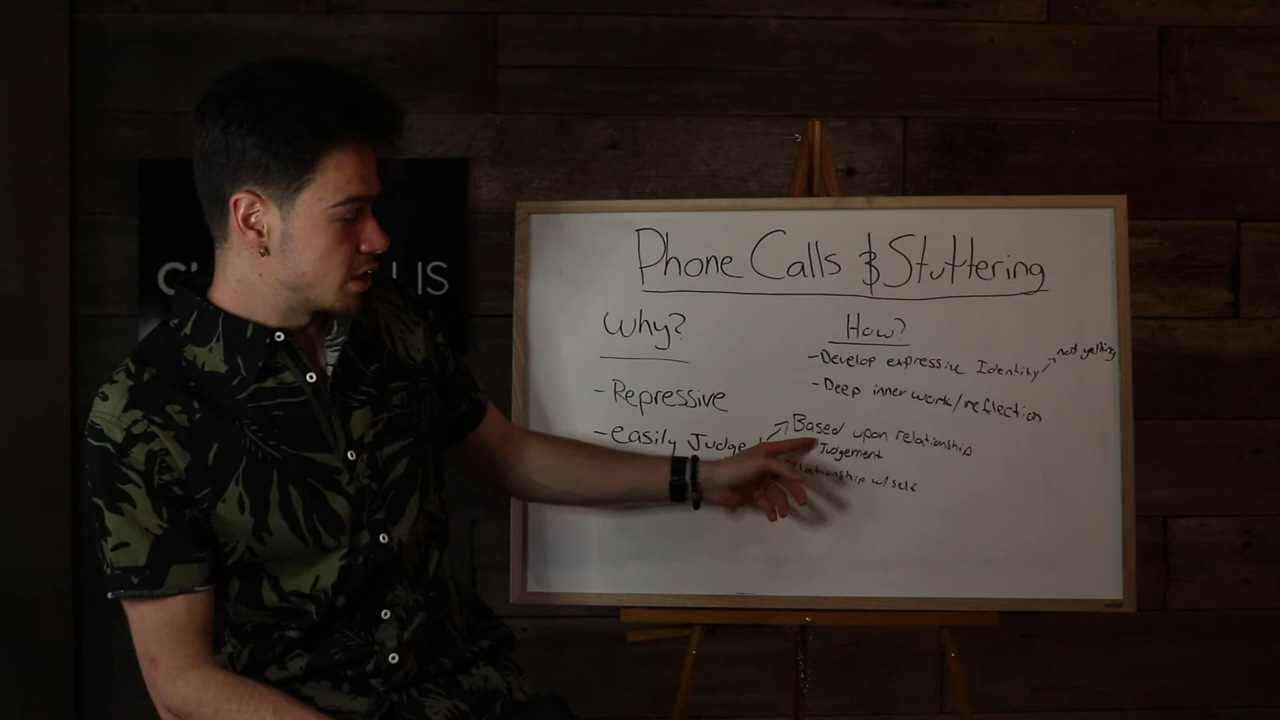 Phone Calls & Stuttering
Why?
- Repressive
- easily Judge
How?
- Develop expressive Identity
not yelling
- Deep inner work/reflection
Based upon relationship
Judgement
w/ self
IS